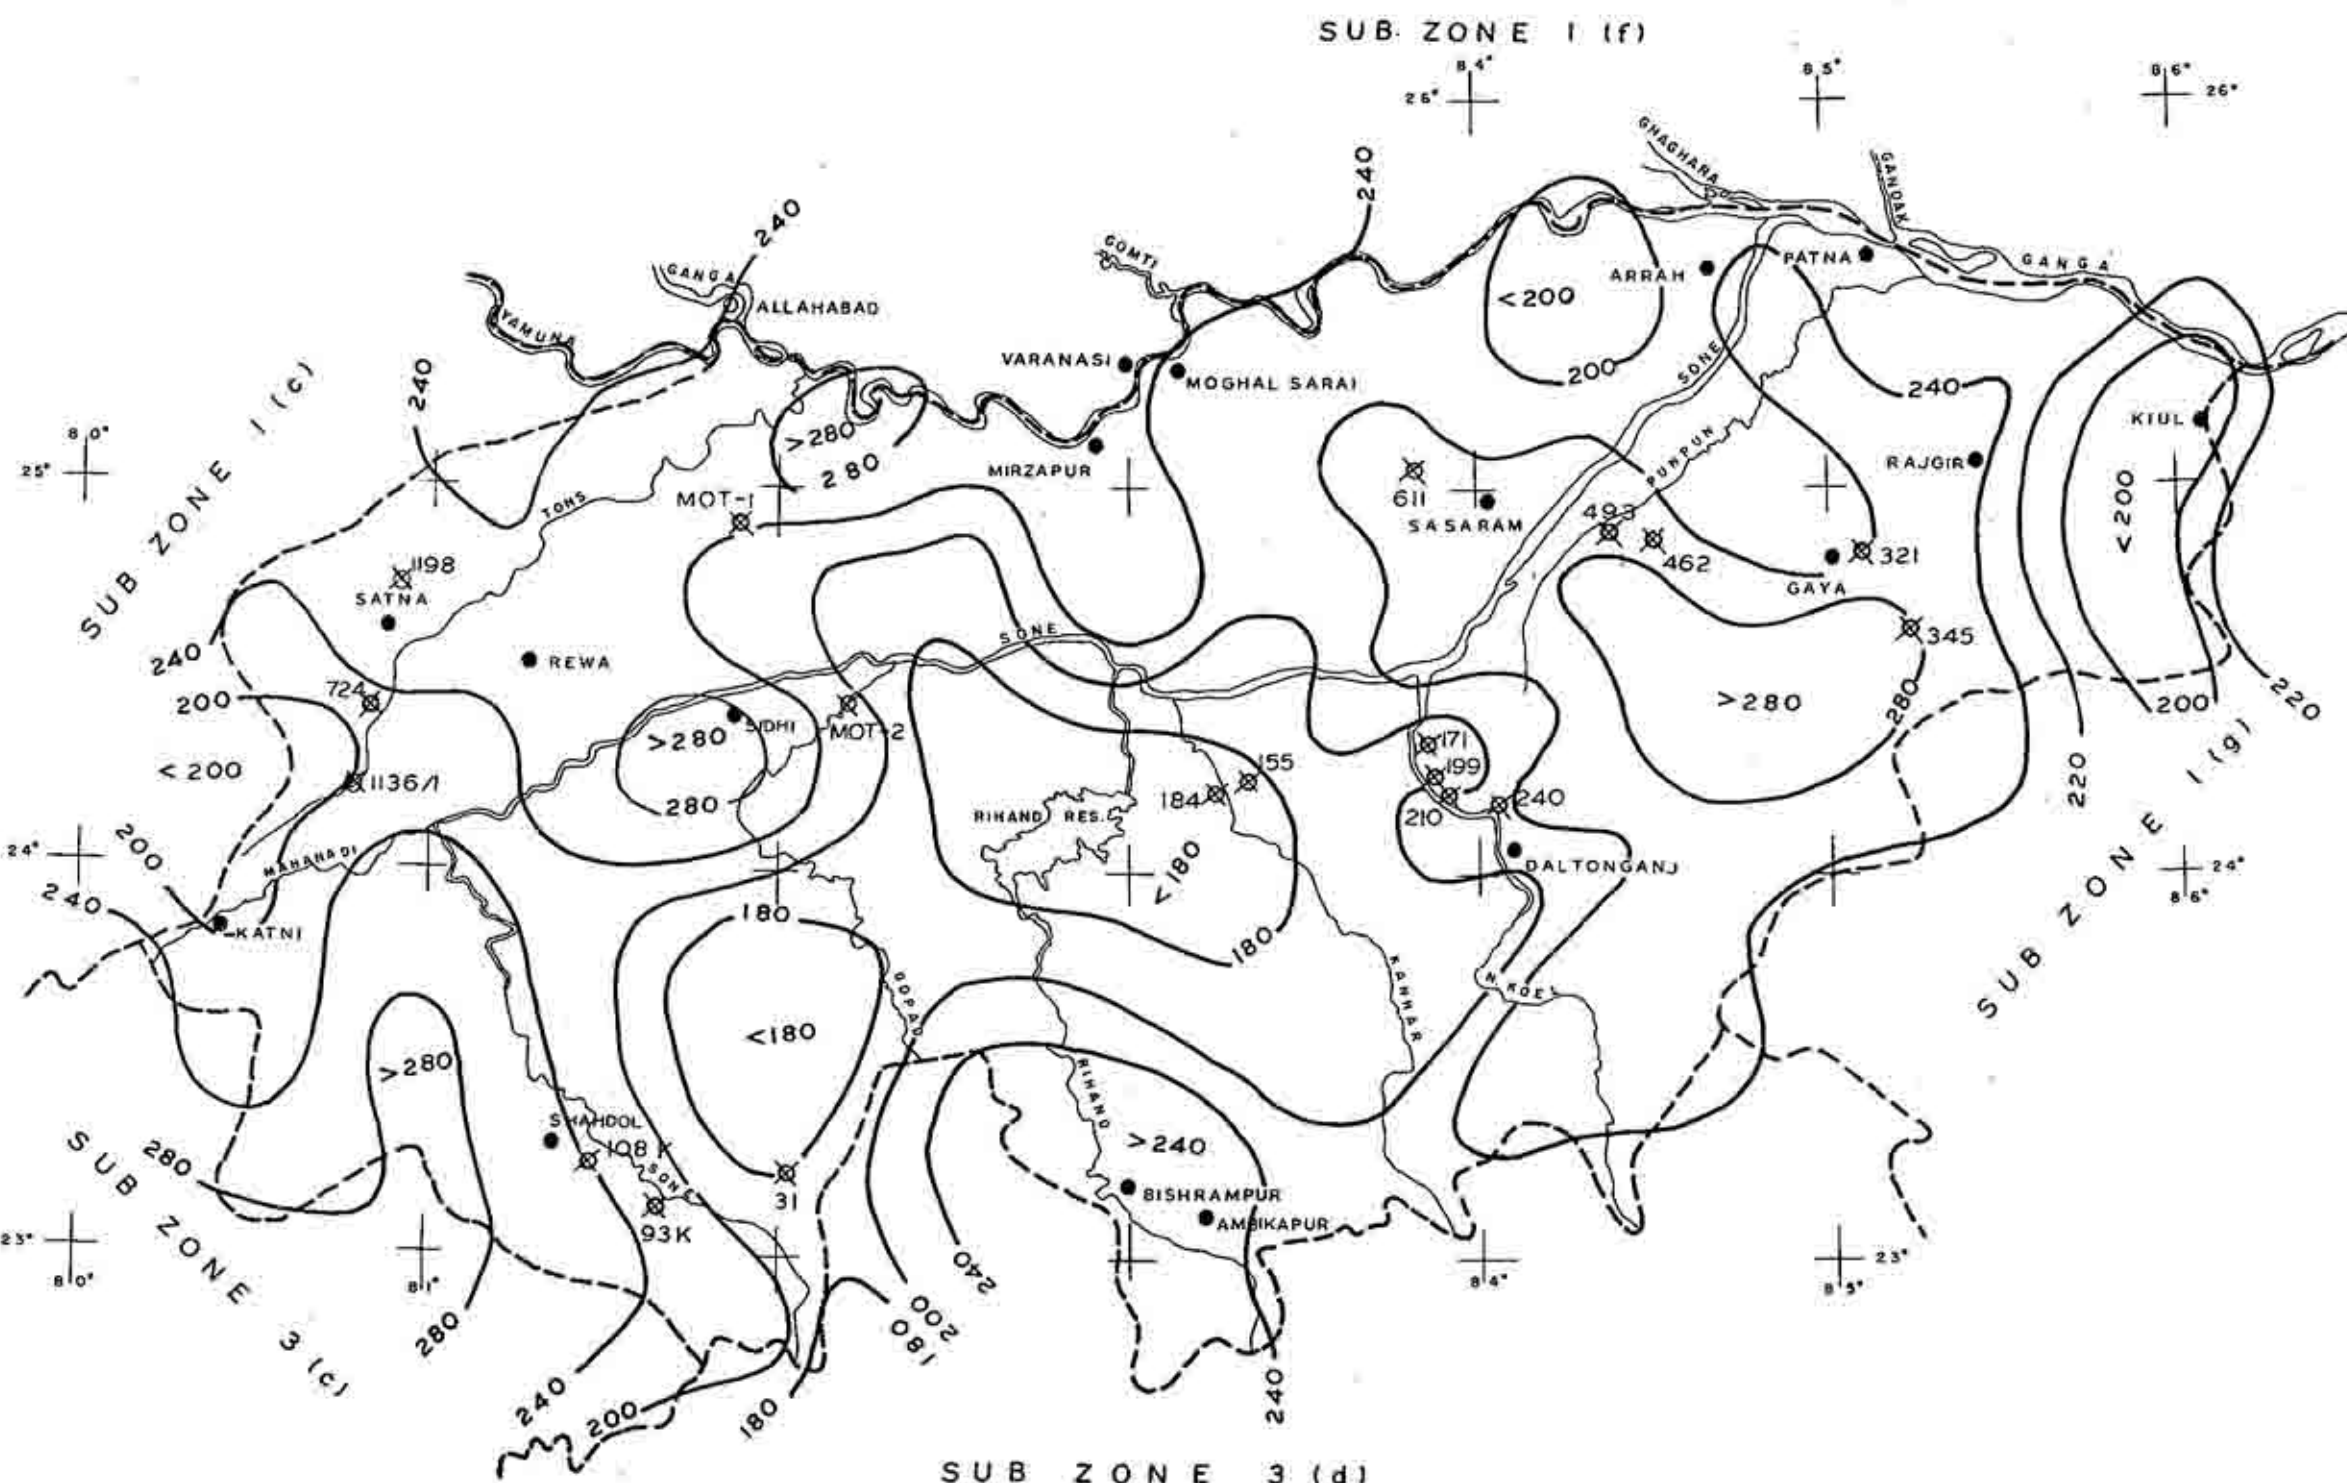 SUB. ZONE 1 (f)
84°
85°
86°
26°
26°
GHAGHARA
GANDAK
240
240
GOMTI
GANGA
PATNA
GANGA
ARRAH
<200
ALLAHABAD
YAMUNA
SONE
VARANASI
MOGHAL SARAI
200
240
SUB ZONE 1 (c)
240
KIUL
80°
25°
>280
280
MIRZAPUR
PUNPUN
RAJGIR
<200
MOT-1
TONS
611
SASARAM
493
462
321
GAYA
1198
SATNA
345
240
REWA
SONE
724
200
>280
SIDHI
MOT-2
>280
280
200
220
<200
1136/1
280
171
155
199
184
210
240
220
SUB ZONE 1 (g)
RIHAND RES.
200
24°
MAHANADI
DALTONGANJ
<180
24°
86°
240
KATNI
180
180
GOPAD
KANHAR
N. KOEL
<180
>280
RIHAND
SHAHDOL
108 K
>240
SUB ZONE 3 (c)
280
SONE
31
BISHRAMPUR
AMBIKAPUR
93K
23°
80°
81°
240
84°
85°
23°
280
200
180
240
200
180
240
SUB ZONE 3 (d)